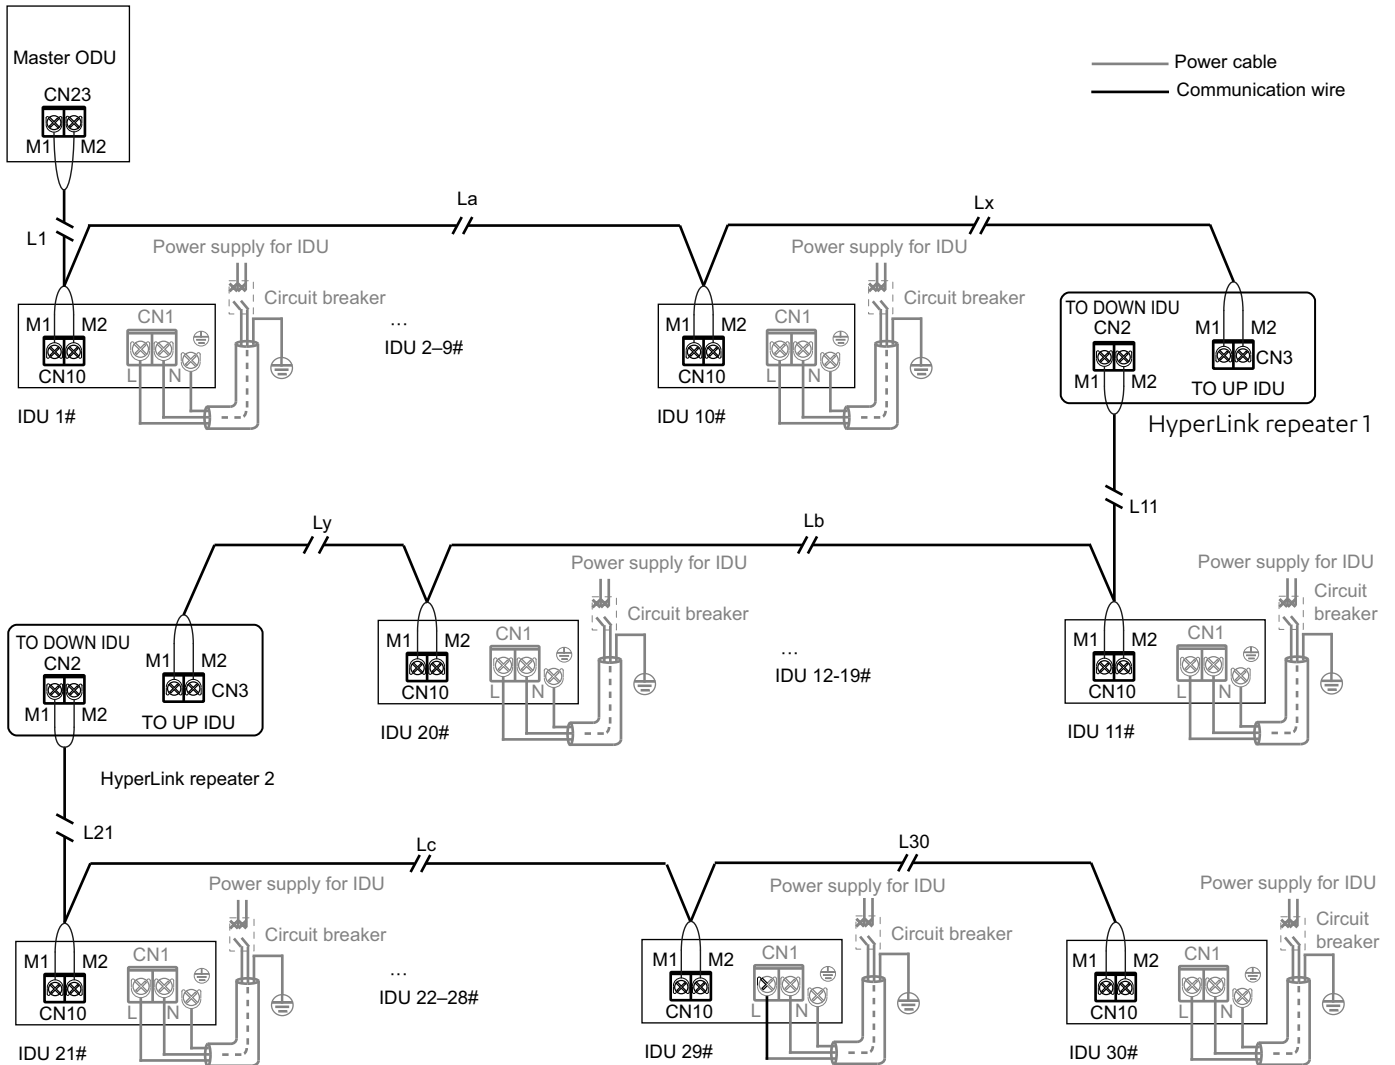 Master ODU
CN23
M1 M2
Power cable
Communication wire
L1
La
Lx
Power supply for IDU
Circuit breaker
M1 M2
CN1
CN10
L N
IDU 1#
...
IDU 2–9#
Power supply for IDU
Circuit breaker
M1 M2
CN1
CN10
L N
IDU 10#
TO DOWN IDU
CN2
M1 M2
M1 M2
CN3
TO UP IDU
HyperLink repeater 1
L11
Ly
Lb
TO DOWN IDU
CN2
M1 M2
M1 M2
CN3
TO UP IDU
HyperLink repeater 2
Power supply for IDU
Circuit breaker
M1 M2
CN1
CN10
L N
IDU 20#
...
IDU 12-19#
Power supply for IDU
Circuit
breaker
M1 M2
CN1
CN10
L N
IDU 11#
L21
Lc
L30
Power supply for IDU
Circuit breaker
M1 M2
CN1
CN10
L N
IDU 21#
...
IDU 22–28#
Power supply for IDU
Circuit breaker
M1 M2
CN1
CN10
L N
IDU 29#
Power supply for IDU
Circuit
breaker
M1 M2
CN1
CN10
L N
IDU 30#